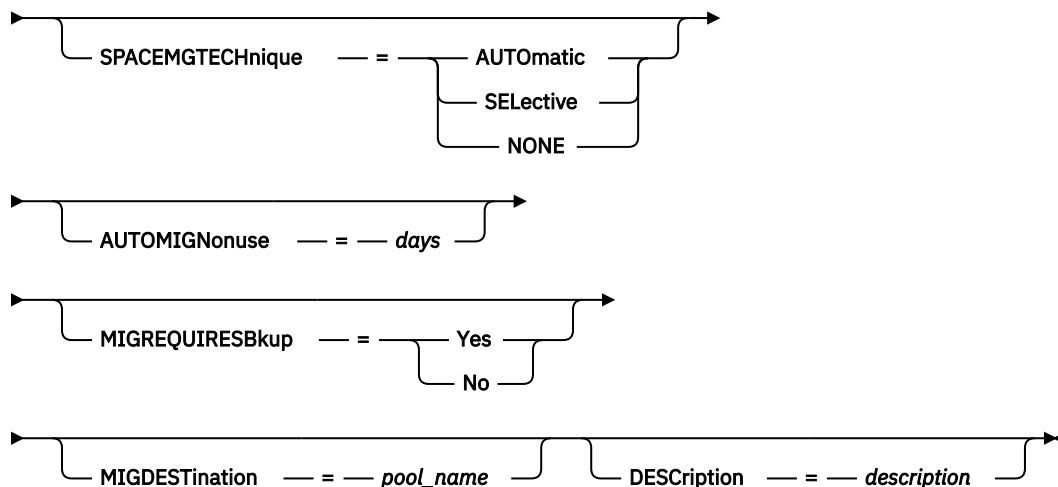 SPACEMGTECHnique = AUTOmatic
SELective
NONE
AUTOMIGNonuse = days
MIGREQUIRESBkup = Yes
No
MIGDESTination = pool_name DESCription = description